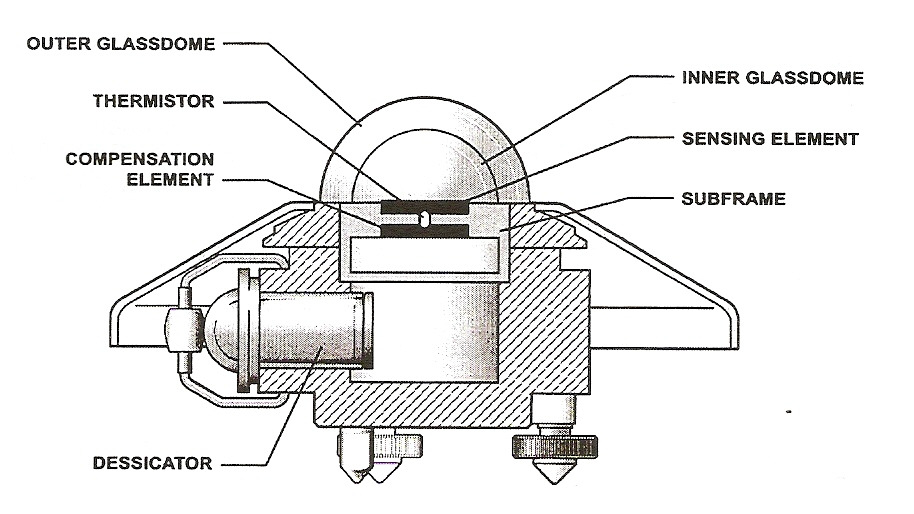 OUTER GLASSDOME
THERMISTOR
COMPENSATION
ELEMENT
DESSICATOR
INNER GLASSDOME
SENSING ELEMENT
SUBFRAME